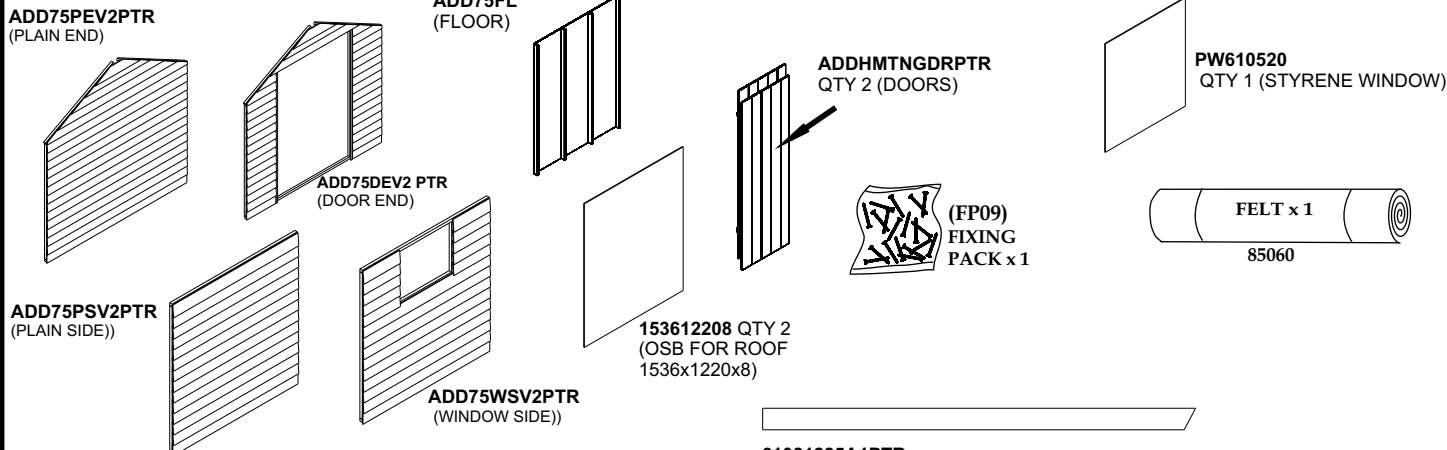 ADD75PEV2PTR
(PLAIN END)
(FLOOR)
ADDHMTNGDRPTR
QTY 2 (DOORS)
PW610520
QTY 1 (STYRENE WINDOW)
ADD75DEV2 PTR
(DOOR END)
(FP09)
FIXING
PACK x 1
FELT x 1
85060
ADD75PSV2PTR
(PLAIN SIDE))
153612208 QTY 2
(OSB FOR ROOF
1536x1220x8)
ADD75WSV2PTR
(WINDOW SIDE))